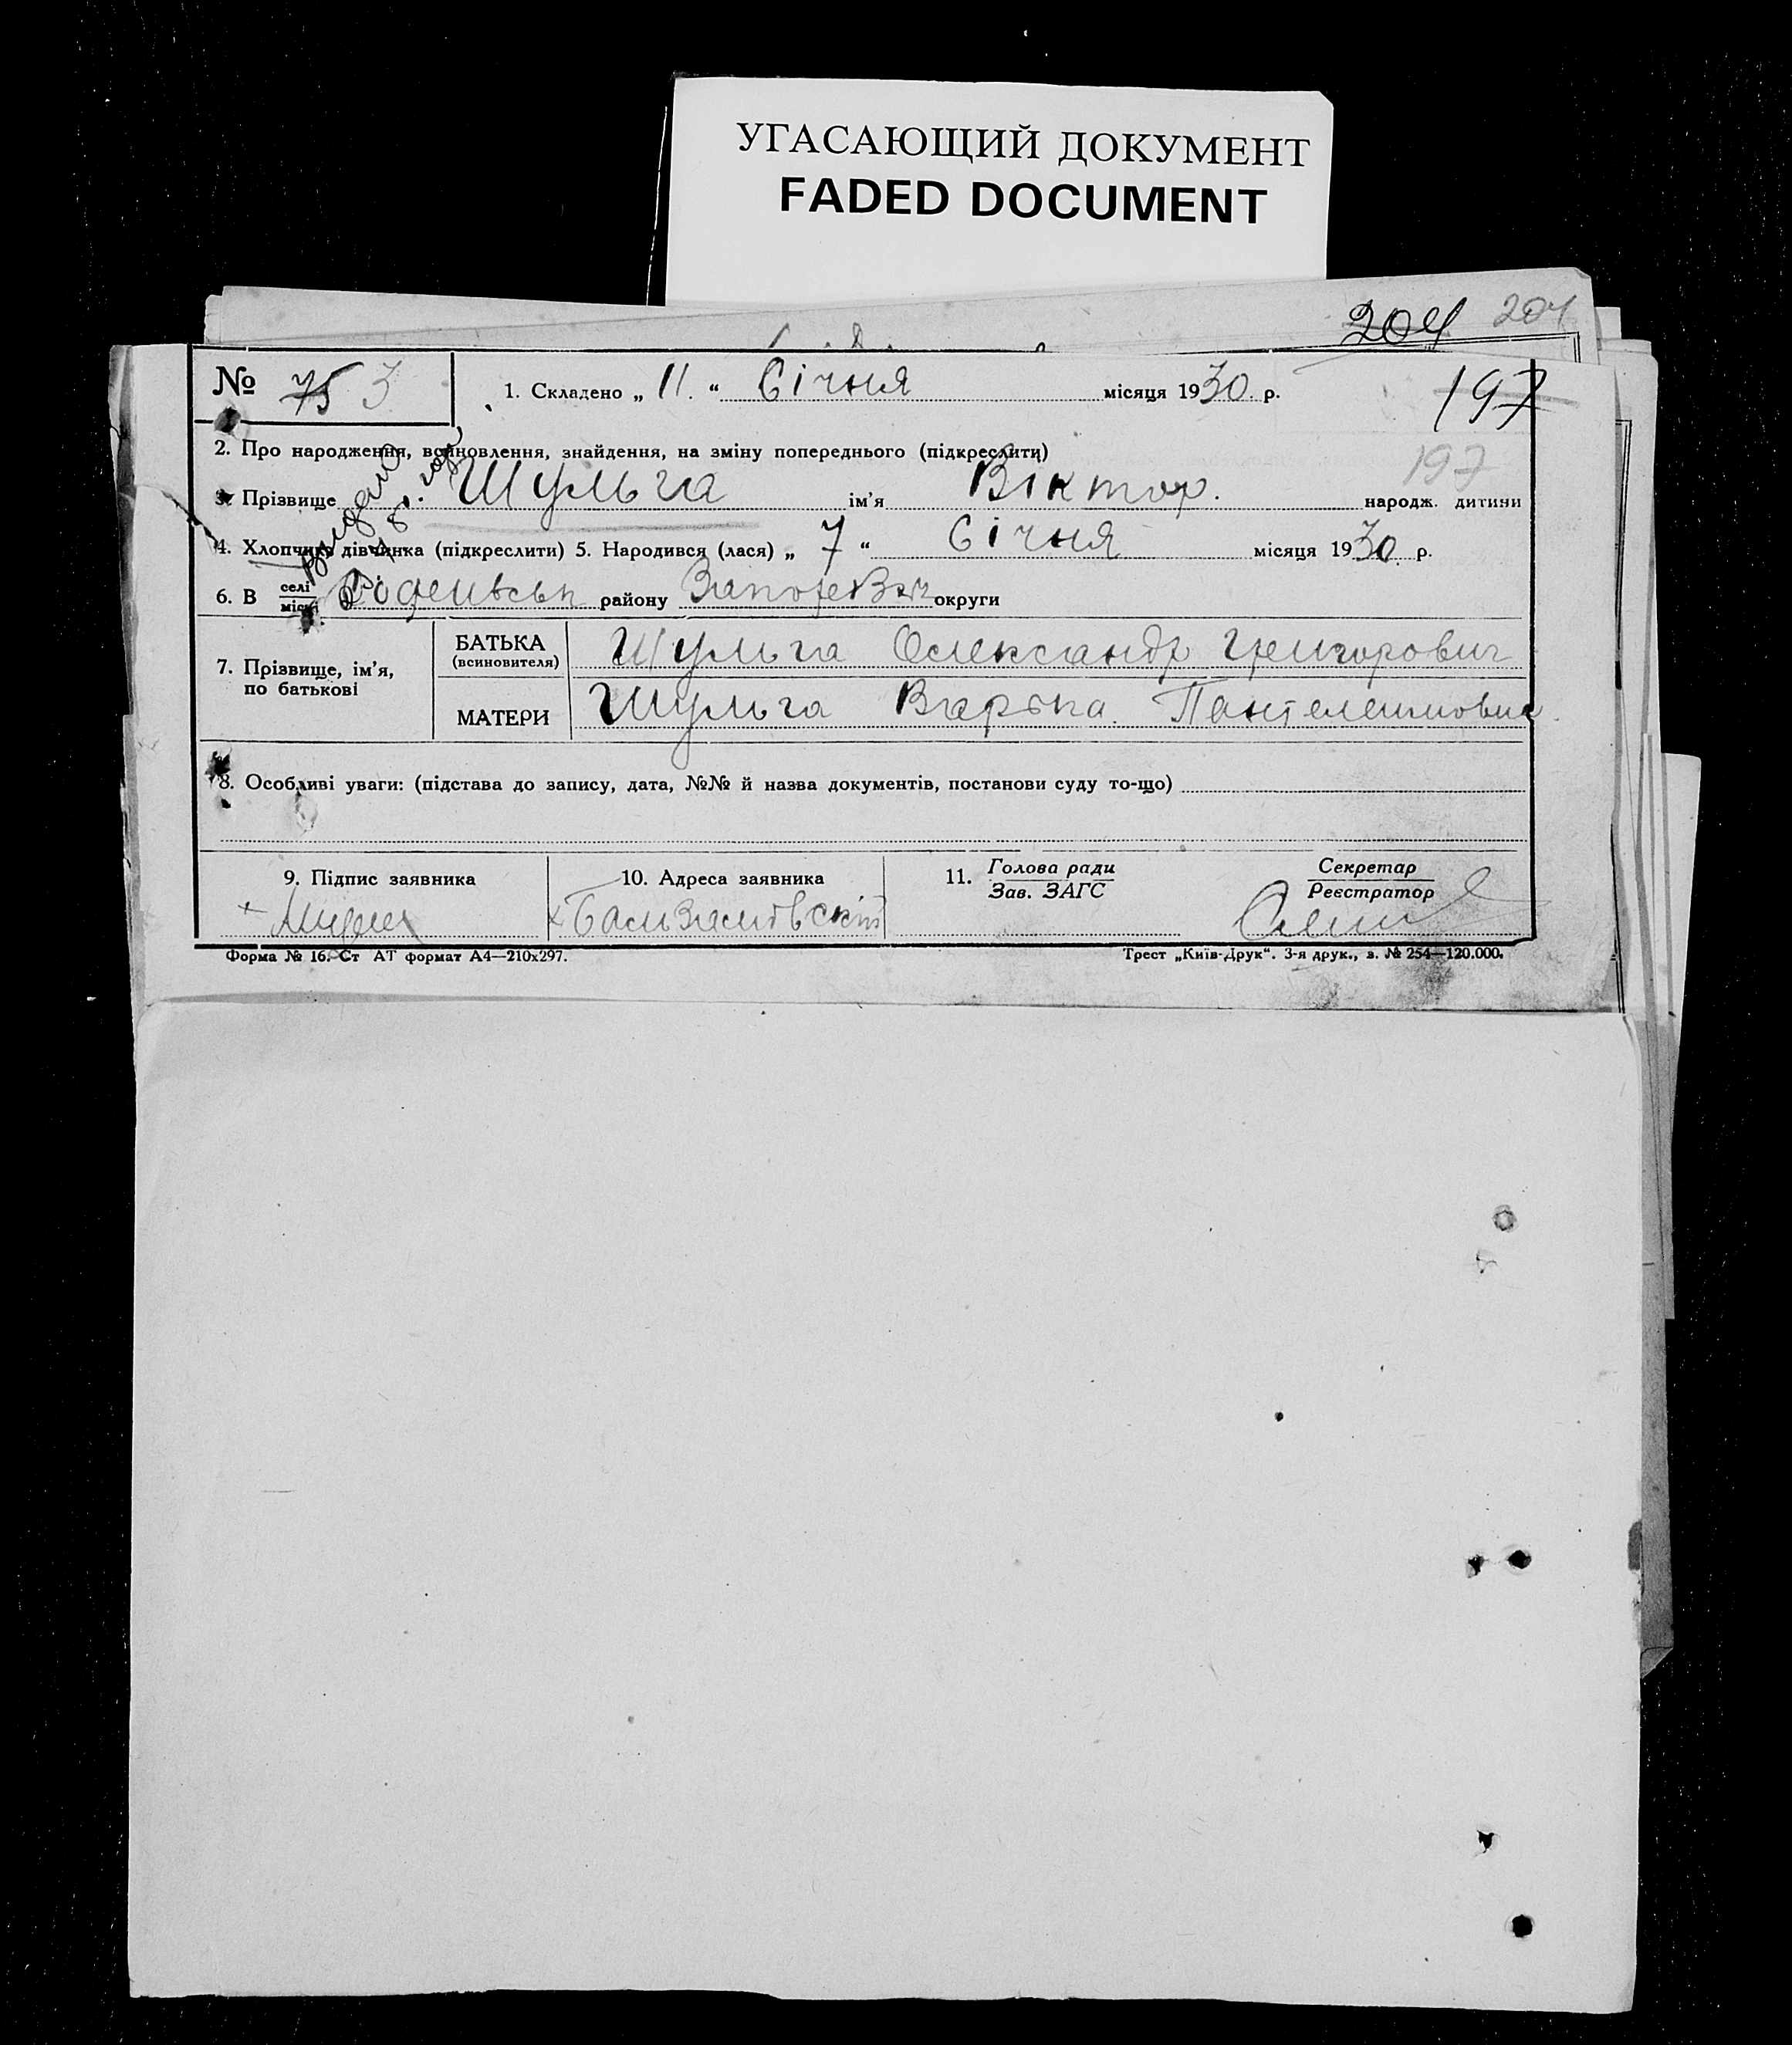 УГАСАЮЩИЙ ДОКУМЕНТ
FADED DOCUMENT
204 204
№ 75 3
1. Складено „ 11. “ Січня місяця 1930. р.
197
2. Про народження, всиновлення, знайдення, на зміну попереднього (підкреслити)
197
3. Прізвище Шульга ім’я Віктор. народж. дитини
4. Хлопчик, дівчинка (підкреслити) 5. Народився (лася) „ 7 “ Січня місяця 1930. р.
6. В селі місті району округи
7. Прізвище, ім’я, по батькові
БАТЬКА (всиновителя) Шульга Олександр Григорович
МАТЕРИ Шульга Варька
8. Особливі уваги: (підстава до запису, дата, №№ й назва документів, постанови суду то-що)
9. Підпис заявника
10. Адреса заявника
11. Голова ради Зав. ЗАГС
Секретар Реєстратор
Форма № 16. Ст АТ формат А4—210х297.
Трест „Київ-Друк“. 3-я друк., з. № 254—120.000.